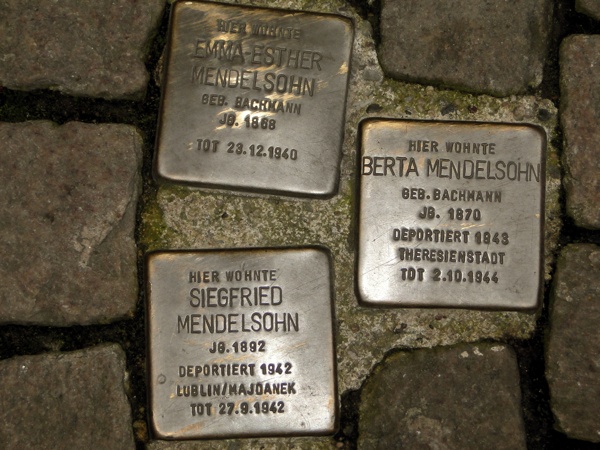 HIER WOHNTE
EMMA-ESTHER
MENDELSOHN
GEB. BACHMANN
JG. 1868
TOT 29.12.1940
HIER WOHNTE
BERTA MENDELSOHN
GEB. BACHMANN
JG. 1870
DEPORTIERT 1943
THERESIENSTADT
TOT 2.10.1944
HIER WOHNTE
SIEGFRIED
MENDELSOHN
JG. 1892
DEPORTIERT 1942
LUBLIN/MAJDANEK
TOT 27.9.1942